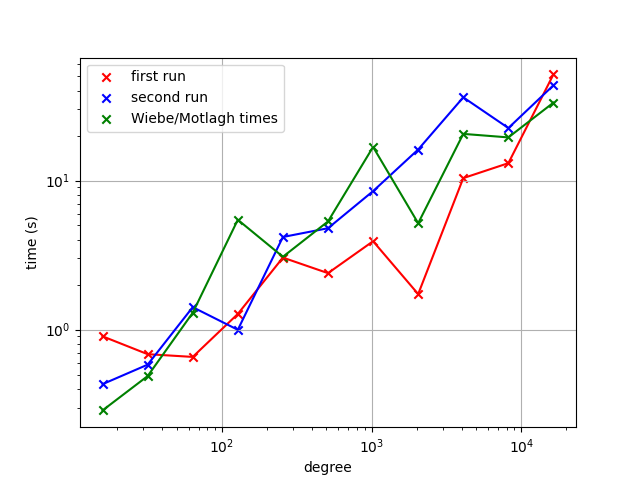 first run
second run
Wiebe/Motlagh times
time (s)
10¹
10⁰
10² 10³ 10⁴
degree